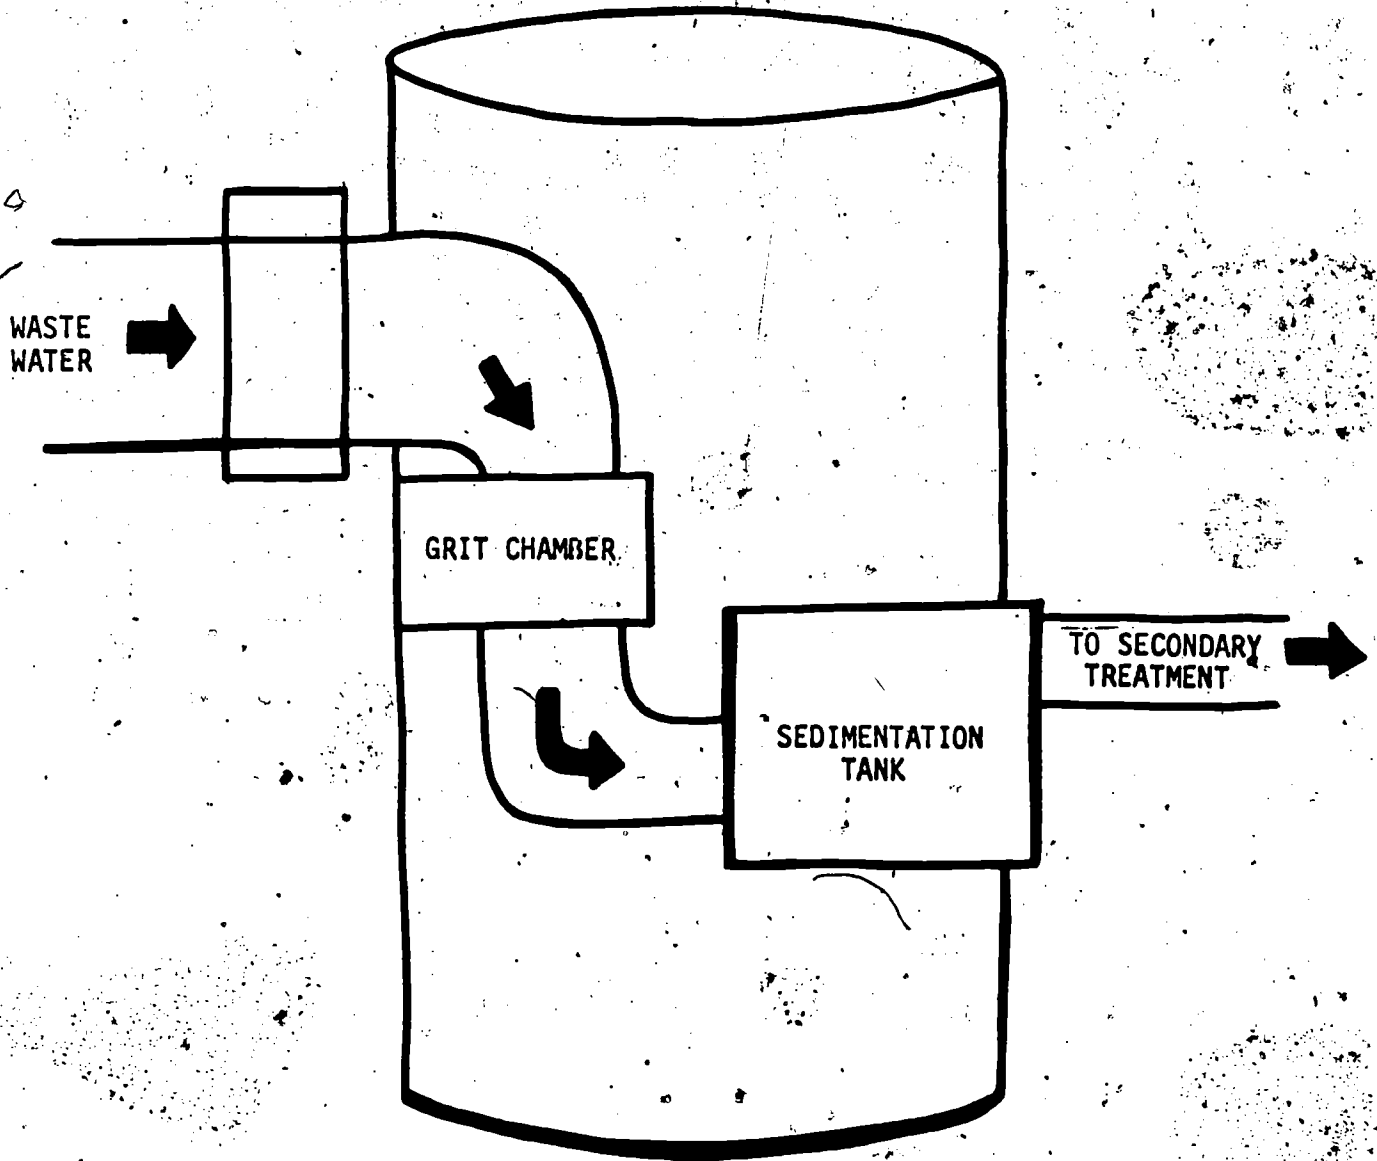 WASTE
WATER
GRIT CHAMBER
TO SECONDARY
TREATMENT
SEDIMENTATION
TANK